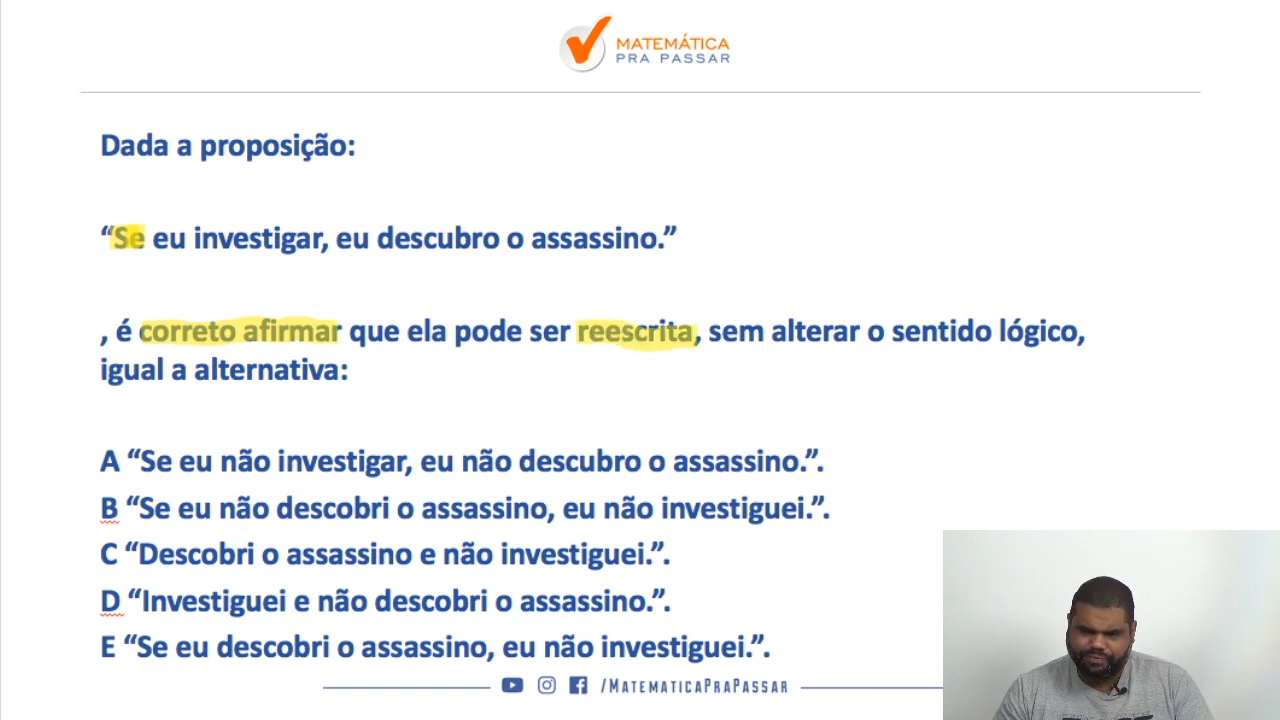 MATEMÁTICA
PRA PASSAR
Dada a proposição:
“Se eu investigar, eu descubro o assassino.”
, é correto afirmar que ela pode ser reescrita, sem alterar o sentido lógico,
igual a alternativa:
A “Se eu não investigar, eu não descubro o assassino.”.
B “Se eu não descobri o assassino, eu não investiguei.”.
C “Descobri o assassino e não investiguei.”.
D “Investiguei e não descobri o assassino.”.
E “Se eu descobri o assassino, eu não investiguei.”.
/MATEMATICAPRAPASSAR